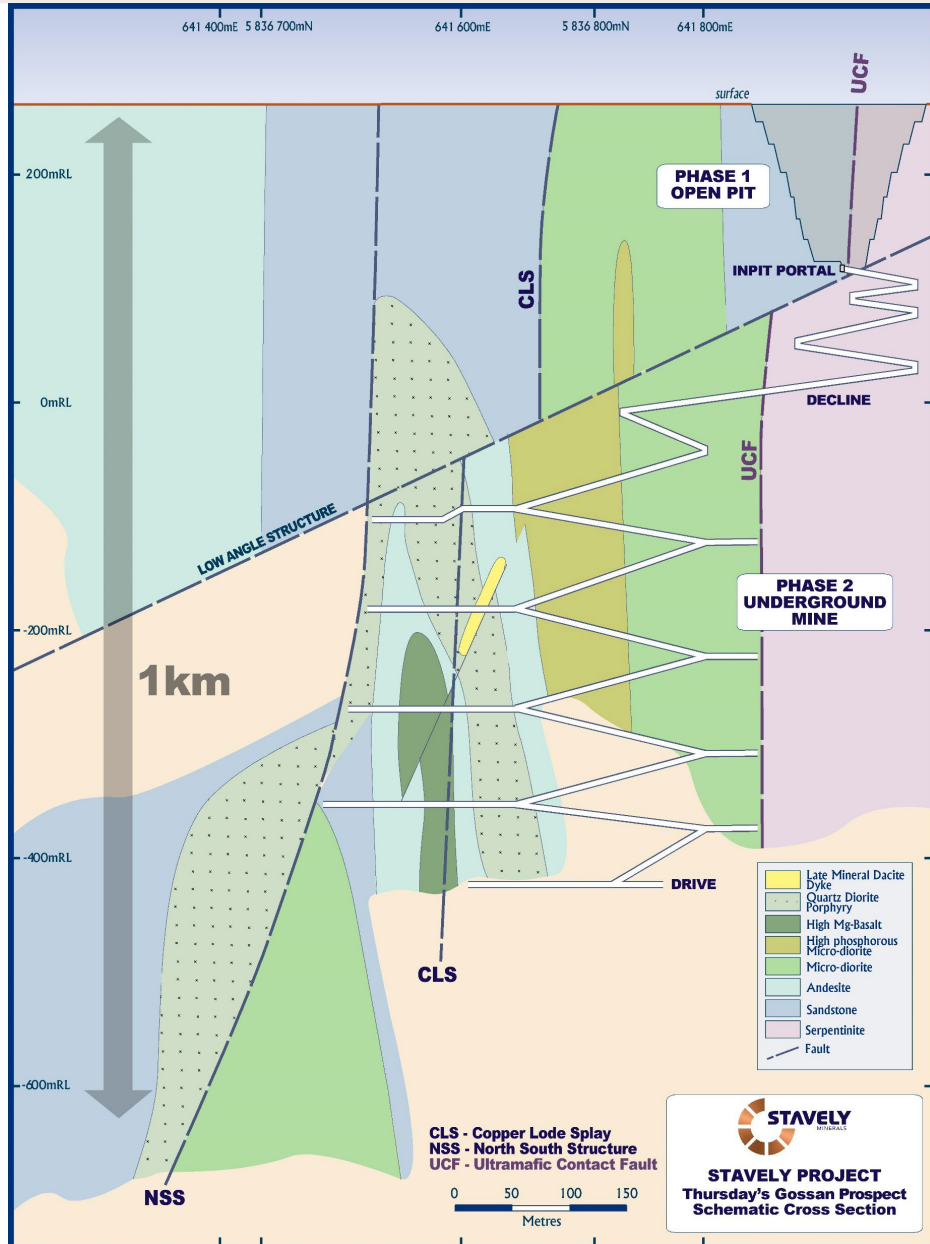 641 400mE 5 836 700mN 641 600mE 5 836 800mN 641 800mE
UCF
surface
200mRL
PHASE 1
OPEN PIT
INPIT PORTAL
CLS
0mRL
DECLINE
UCF
LOW ANGLE STRUCTURE
PHASE 2
UNDERGROUND
MINE
-200mRL
1km
-400mRL
DRIVE
Late Mineral Dacite
Dyke
Quartz Diorite
Porphyry
High Mg-Basalt
High phosphorous
Micro-diorite
Micro-diorite
Andesite
Sandstone
Serpentinite
Fault
CLS
-600mRL
NSS
CLS - Copper Lode Splay
NSS - North South Structure
UCF - Ultramafic Contact Fault
0 50 100 150
Metres
STAVELY
MINERALS
STAVELY PROJECT
Thursday's Gossan Prospect
Schematic Cross Section